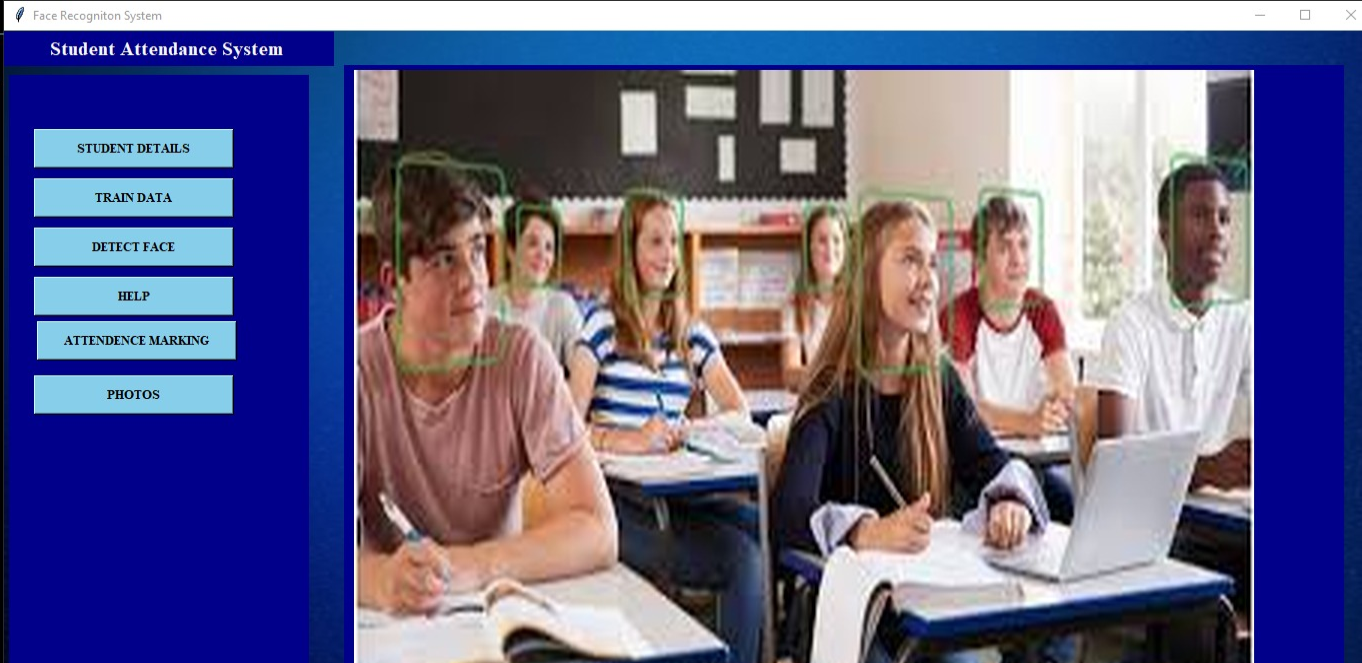 Face Recogniton System
Student Attendance System
STUDENT DETAILS
TRAIN DATA
DETECT FACE
HELP
ATTENDENCE MARKING
PHOTOS